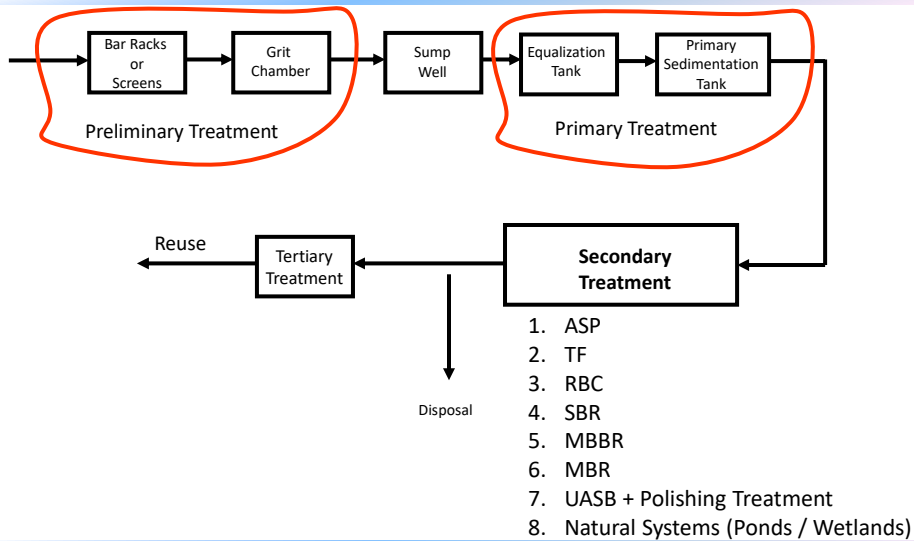 Bar Racks
or
Screens
Grit
Chamber
Sump
Well
Equalization
Tank
Primary
Sedimentation
Tank
Preliminary Treatment
Primary Treatment
Reuse
Tertiary
Treatment
Secondary
Treatment
Disposal
1. ASP
2. TF
3. RBC
4. SBR
5. MBBR
6. MBR
7. UASB + Polishing Treatment
8. Natural Systems (Ponds / Wetlands)